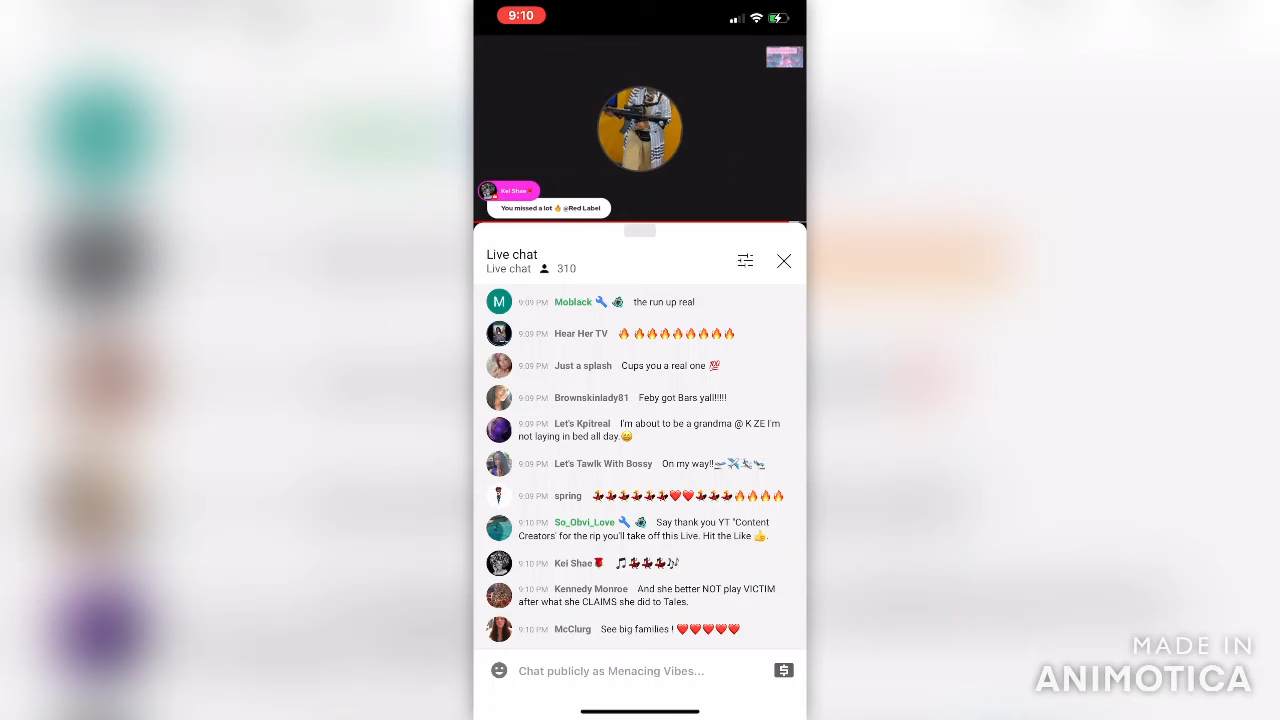 9:10
Kei Shae
You missed a lot 🔥 @Red Label
Live chat
Live chat 310
M 9:09 PM Moblack 🔧 the run up real
9:09 PM Hear Her TV 🔥 🔥🔥🔥🔥🔥🔥🔥🔥
9:09 PM Just a splash Cups you a real one 💯
9:09 PM Brownskinlady81 Feby got Bars yall!!!!!
9:09 PM Let's Kpitreal I'm about to be a grandma @ K ZE I'm
not laying in bed all day.😄
9:09 PM Let's Tawlk With Bossy On my way!!🛫✈️🛬🛩️
9:09 PM spring 💃💃💃💃💃💃❤️❤️💃💃💃🔥🔥🔥🔥
9:10 PM So_Obvi_Love 🔧 Say thank you YT "Content
Creators' for the rip you'll take off this Live. Hit the Like 👍.
9:10 PM Kei Shae🌹 🎵💃💃💃🎶
9:10 PM Kennedy Monroe And she better NOT play VICTIM
after what she CLAIMS she did to Tales.
9:10 PM McClurg See big families ! ❤️❤️❤️❤️❤️
Chat publicly as Menacing Vibes...
MADE IN
ANIMOTICA